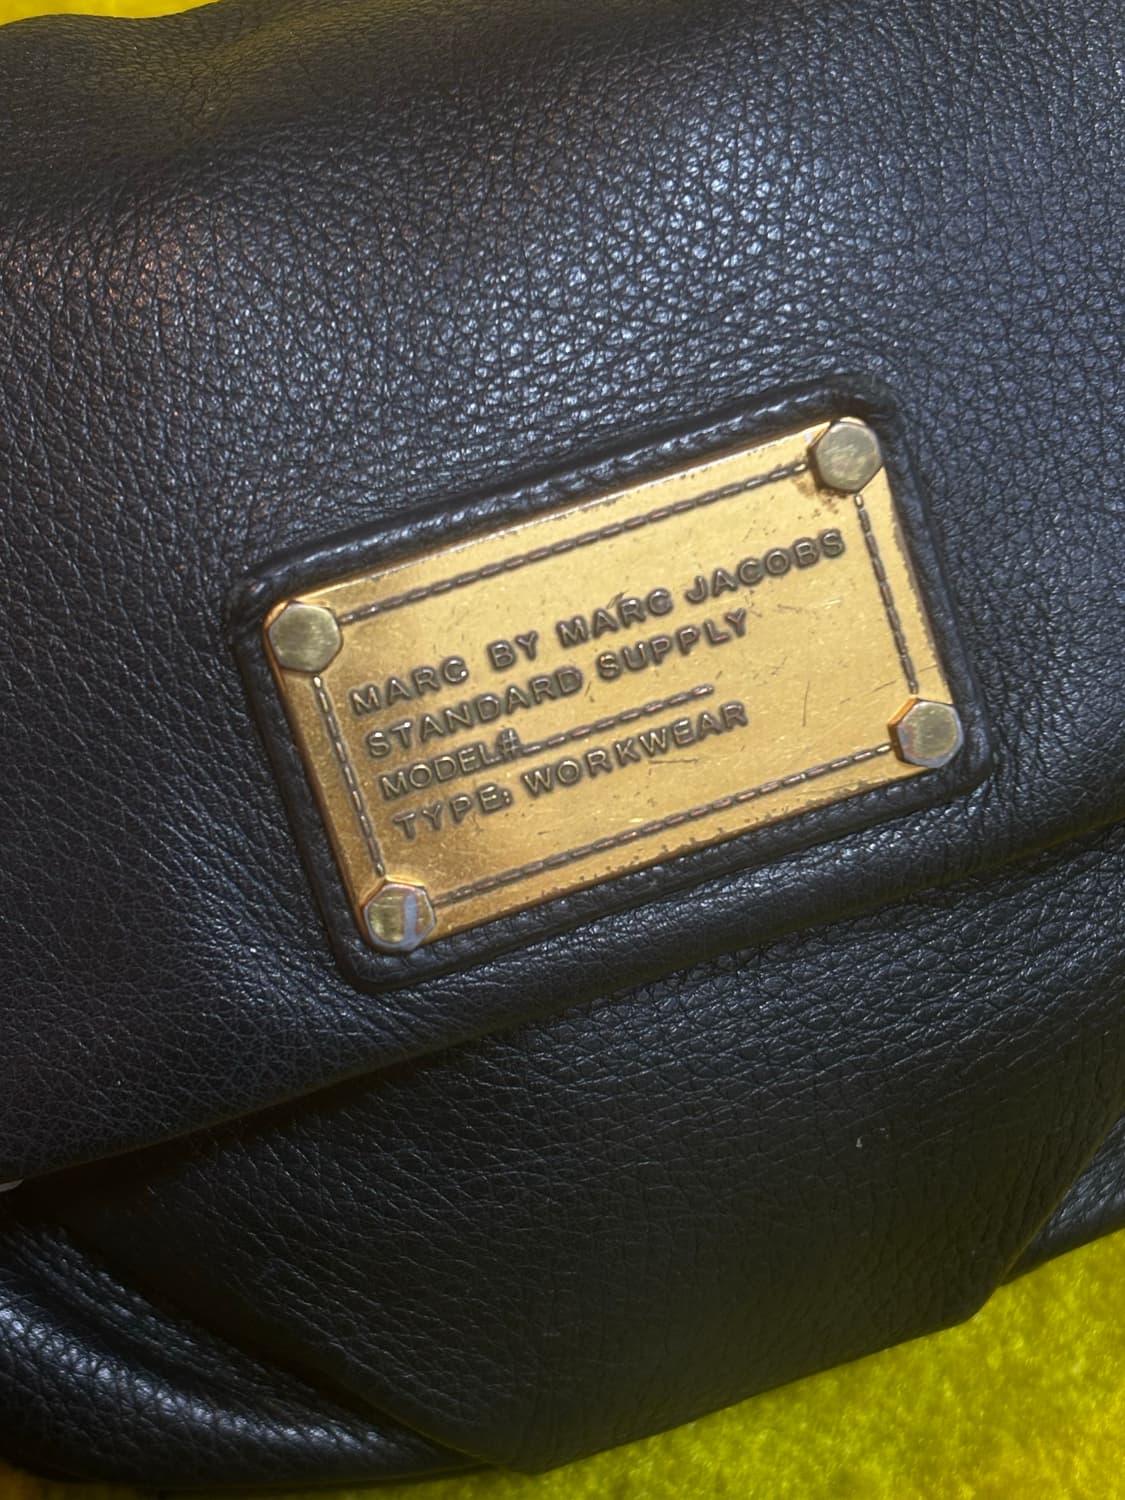 MARC BY MARC JACOBS
STANDARD SUPPLY
MODEL#
TYPE: WORKWEAR